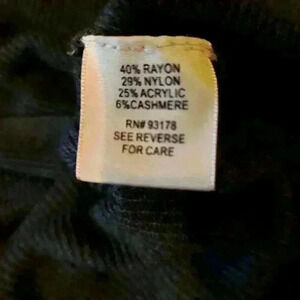 40% RAYON
29% NYLON
25% ACRYLIC
6%CASHMERE
RN# 93178
SEE REVERSE
FOR CARE